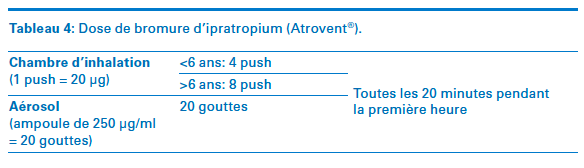 Tableau 4: Dose de bromure d’ipratropium (Atrovent®).
Chambre d’inhalation
(1 push = 20 μg)
<6 ans: 4 push
>6 ans: 8 push
Aérosol
(ampoule de 250 μg/ml
= 20 gouttes)
20 gouttes
Toutes les 20 minutes pendant
la première heure